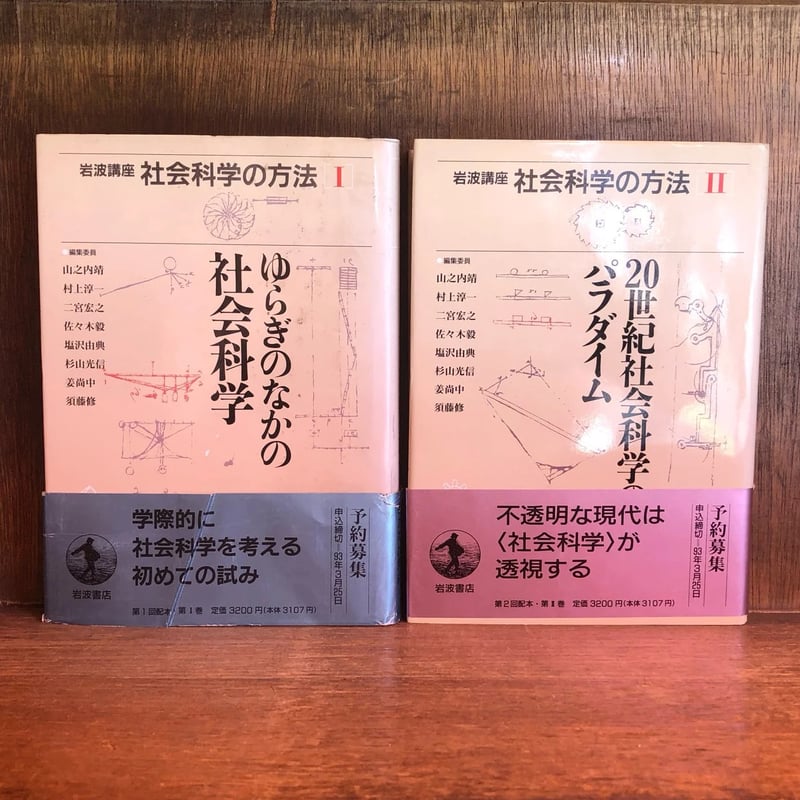 岩波講座 社会科学の方法 I
編集委員
山之内靖
村上淳一
二宮宏之
佐々木毅
塩沢由典
杉山光信
姜尚中
須藤修
ゆらぎのなかの
社会科学
学際的に
社会科学を考える
初めての試み
予約募集
申込締切=93年3月25日
岩波書店
第1回配本・第I巻 定価3200円(本体3107円)
岩波講座 社会科学の方法 II
編集委員
山之内靖
村上淳一
二宮宏之
佐々木毅
塩沢由典
杉山光信
姜尚中
須藤修
20世紀社会科学の
パラダイム
不透明な現代は
〈社会科学〉が
透視する
予約募集
申込締切=93年3月25日
岩波書店
第2回配本・第II巻 定価3200円(本体3107円)